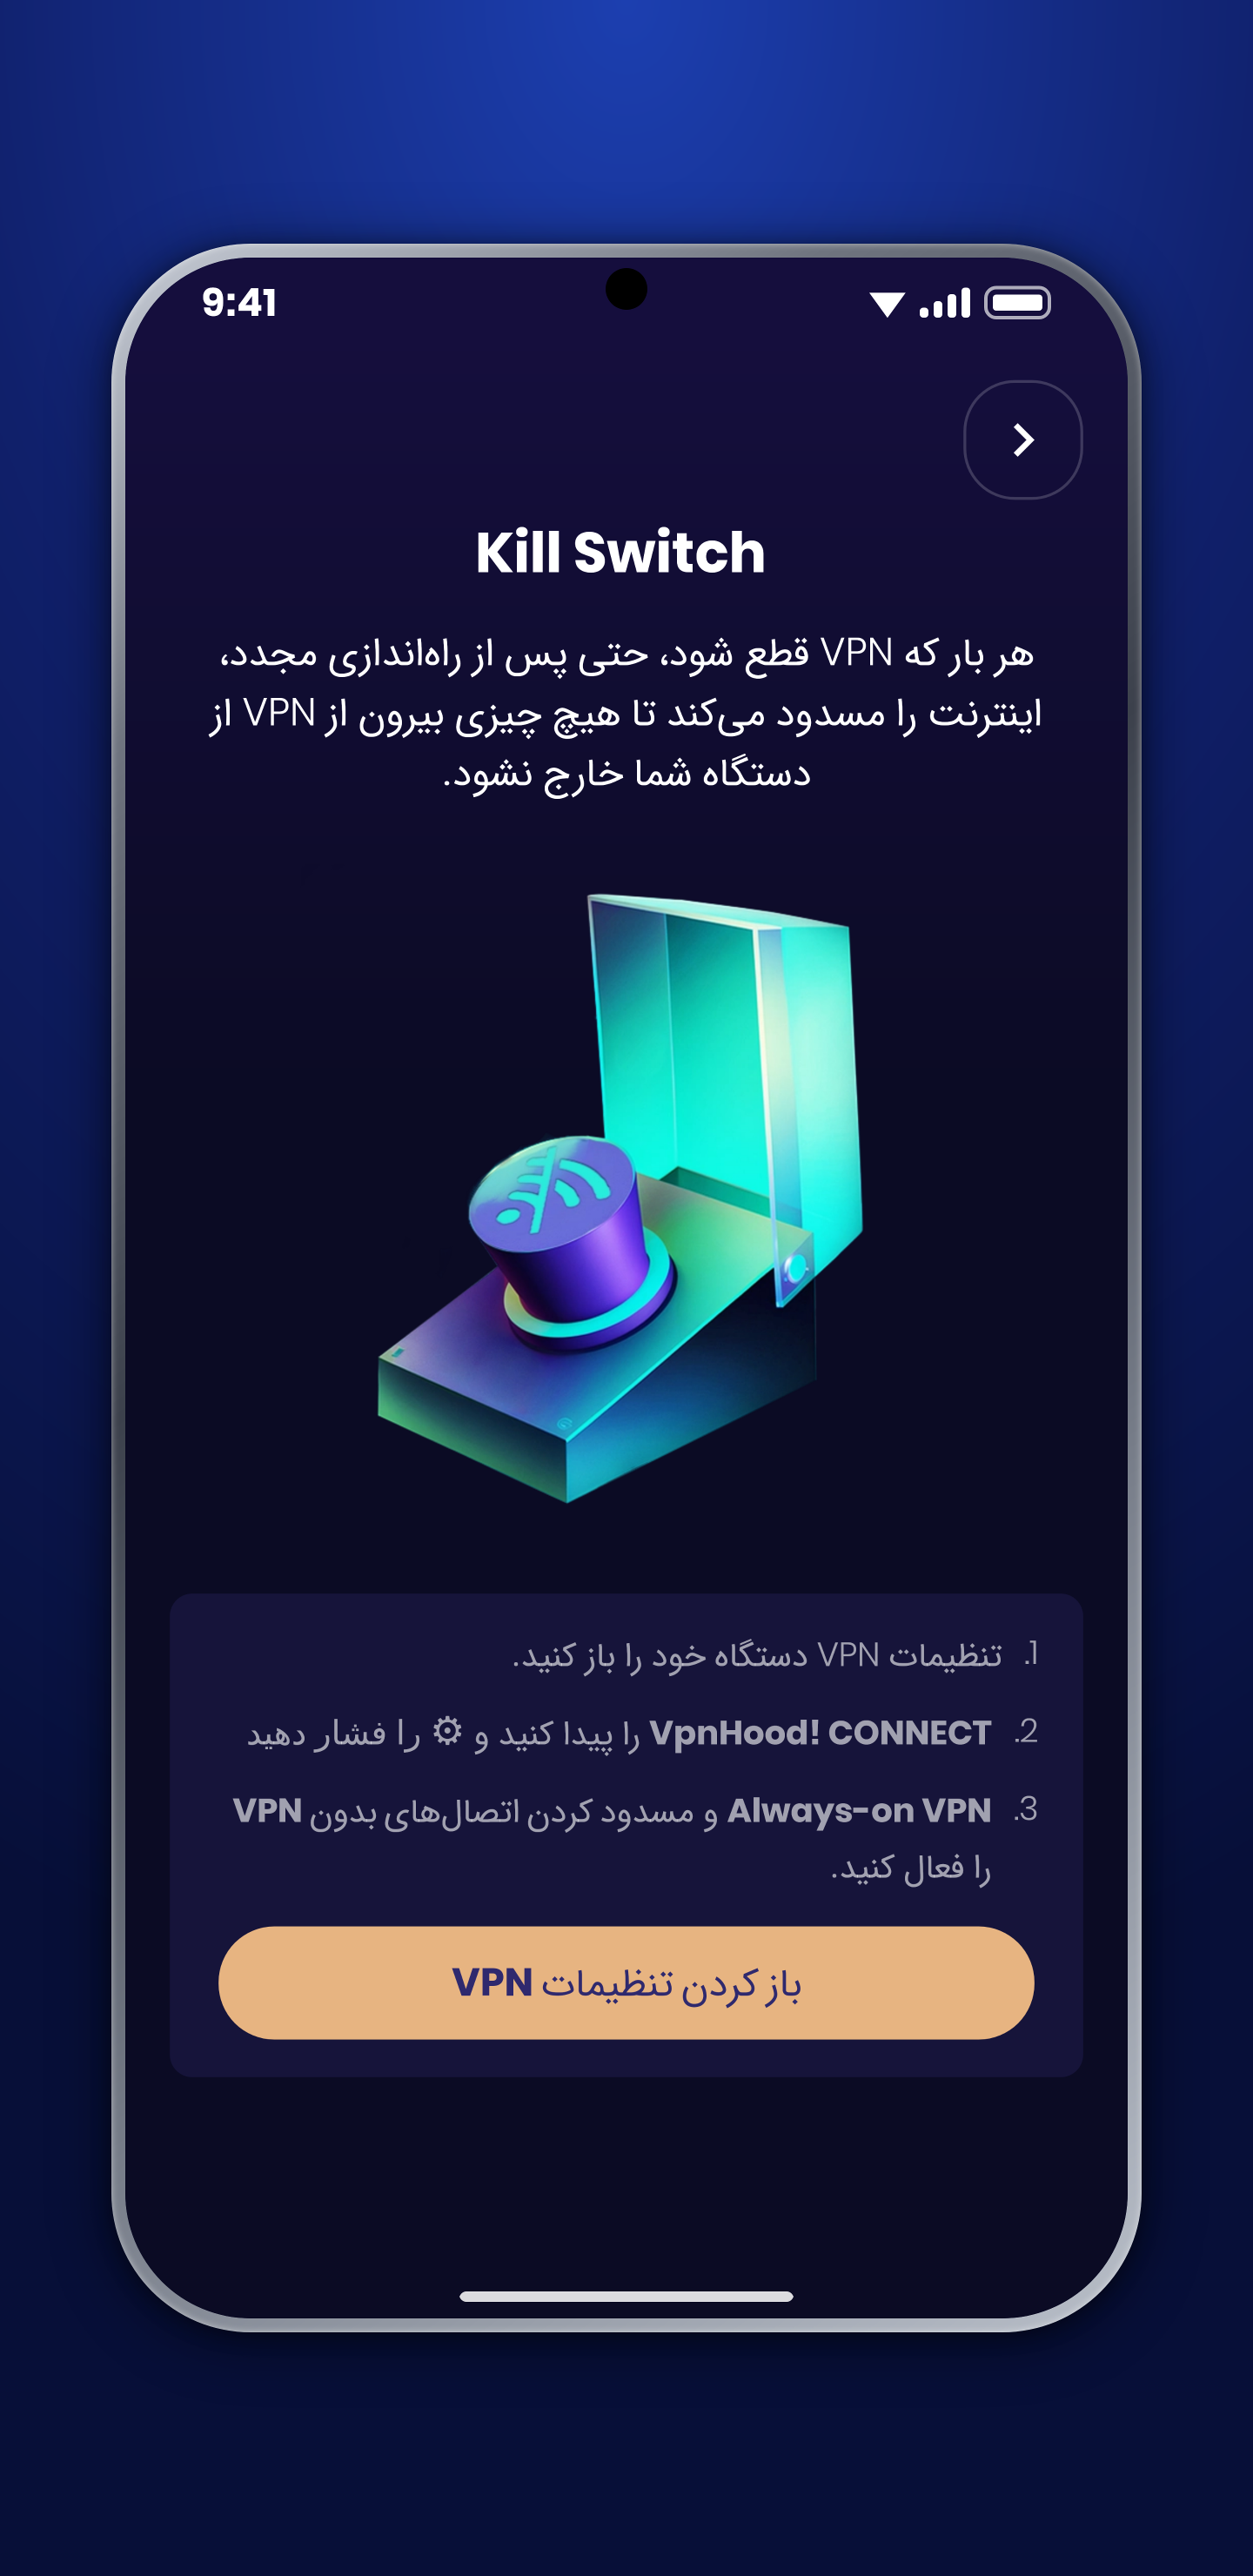 9:41
Kill Switch
هر بار که VPN قطع شود، حتی پس از راه‌اندازی مجدد،
اینترنت را مسدود می‌کند تا هیچ چیزی بیرون از VPN از
دستگاه شما خارج نشود.
1. تنظیمات VPN دستگاه خود را باز کنید.
2. VpnHood! CONNECT را پیدا کنید و ⚙ را فشار دهید
3. Always-on VPN و مسدود کردن اتصال‌های بدون VPN
را فعال کنید.
باز کردن تنظیمات VPN